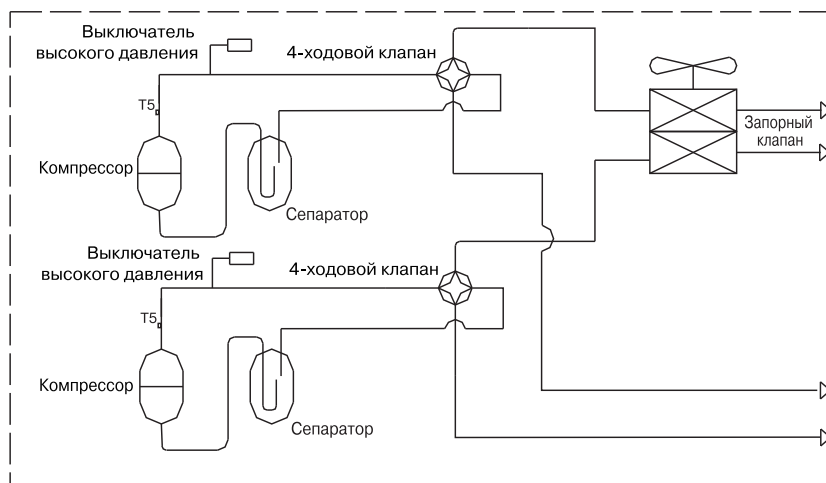 Выключатель
высокого давления
4-ходовой клапан
T5
Компрессор
Сепаратор
Запорный
клапан
Выключатель
высокого давления
4-ходовой клапан
T5
Компрессор
Сепаратор